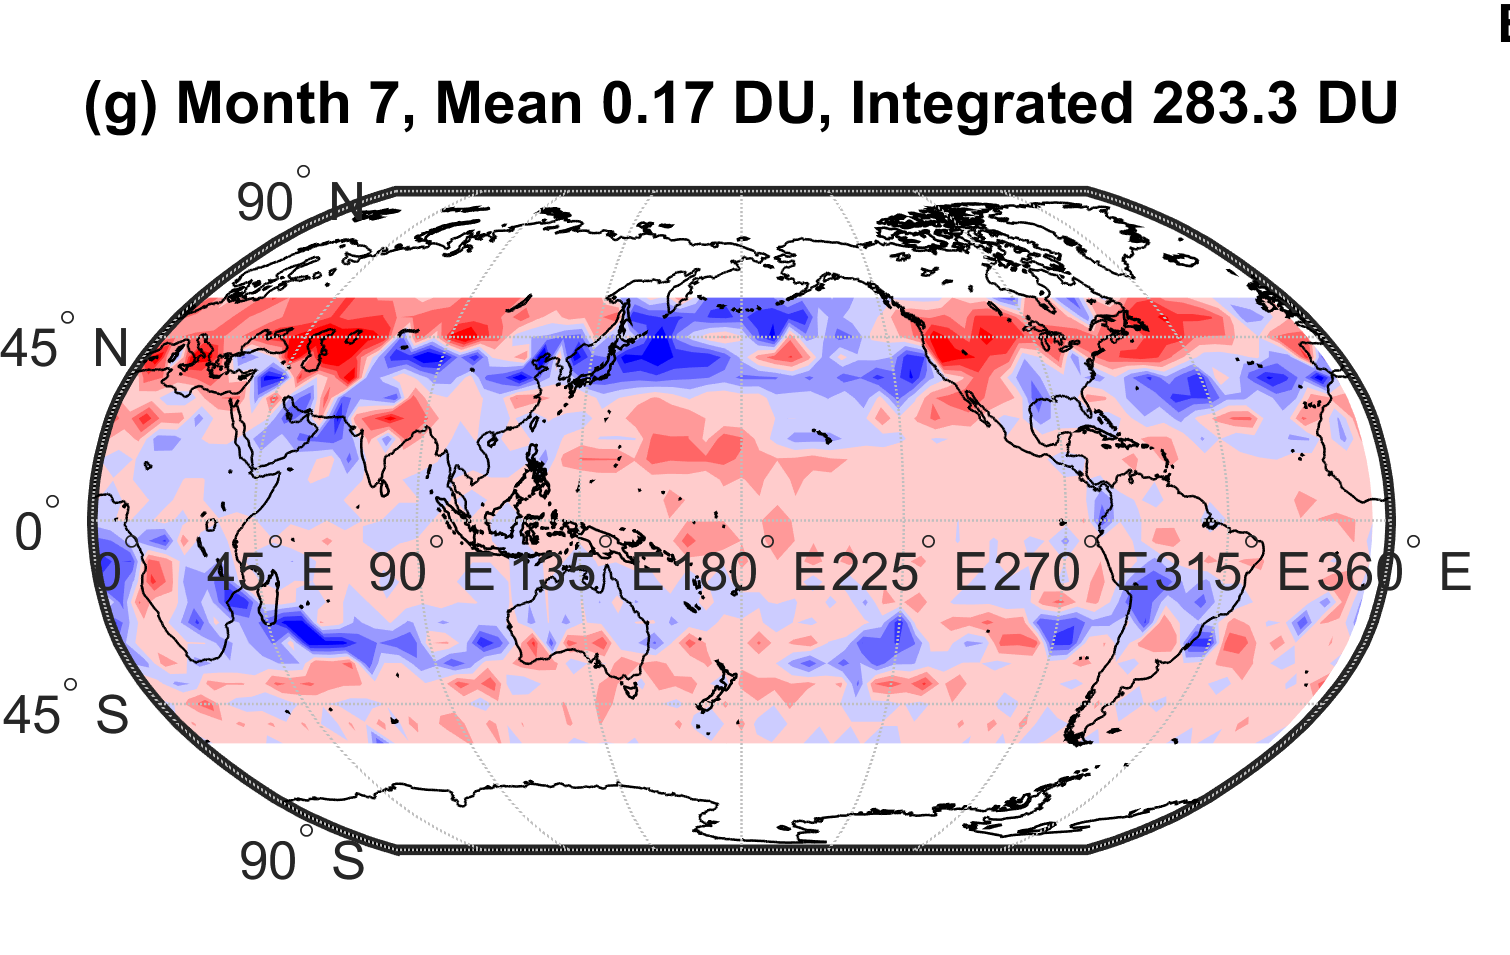 (g) Month 7, Mean 0.17 DU, Integrated 283.3 DU
90° N
45° N
0°
0° 45° E 90° E 135° E 180° E 225° E 270° E 315° E 360° E
45° S
90° S